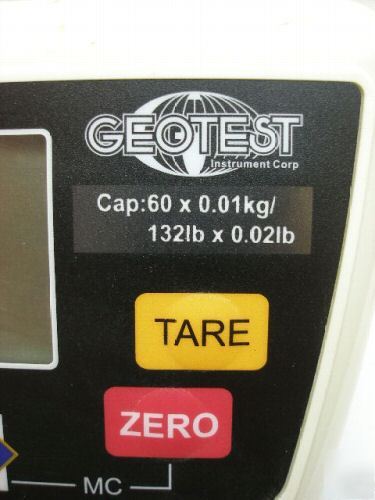 GEOTEST
Instrument Corp
Cap:60 x 0.01kg/
132lb x 0.02lb
TARE
ZERO
MC